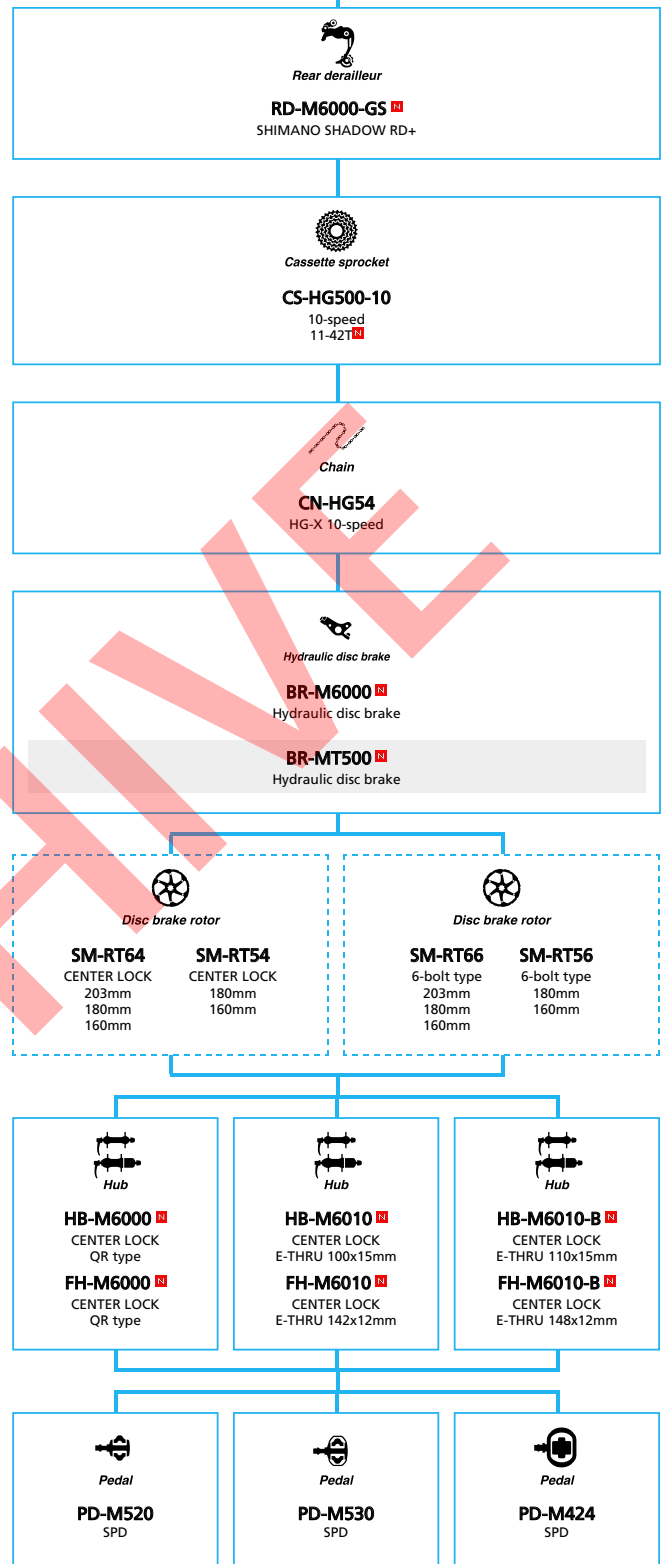 Rear derailleur
RD-M6000-GS N
SHIMANO SHADOW RD+
Cassette sprocket
CS-HG500-10
10-speed
11-42T N
Chain
CN-HG54
HG-X 10-speed
Hydraulic disc brake
BR-M6000 N
Hydraulic disc brake
BR-MT500 N
Hydraulic disc brake
Disc brake rotor
SM-RT64
CENTER LOCK
203mm
180mm
160mm
SM-RT54
CENTER LOCK
180mm
160mm
Disc brake rotor
SM-RT66
6-bolt type
203mm
180mm
160mm
SM-RT56
6-bolt type
180mm
160mm
Hub
HB-M6000 N
CENTER LOCK
QR type
FH-M6000 N
CENTER LOCK
QR type
Hub
HB-M6010 N
CENTER LOCK
E-THRU 100x15mm
FH-M6010 N
CENTER LOCK
E-THRU 142x12mm
Hub
HB-M6010-B N
CENTER LOCK
E-THRU 110x15mm
FH-M6010-B N
CENTER LOCK
E-THRU 148x12mm
Pedal
PD-M520
SPD
Pedal
PD-M530
SPD
Pedal
PD-M424
SPD
HIVE